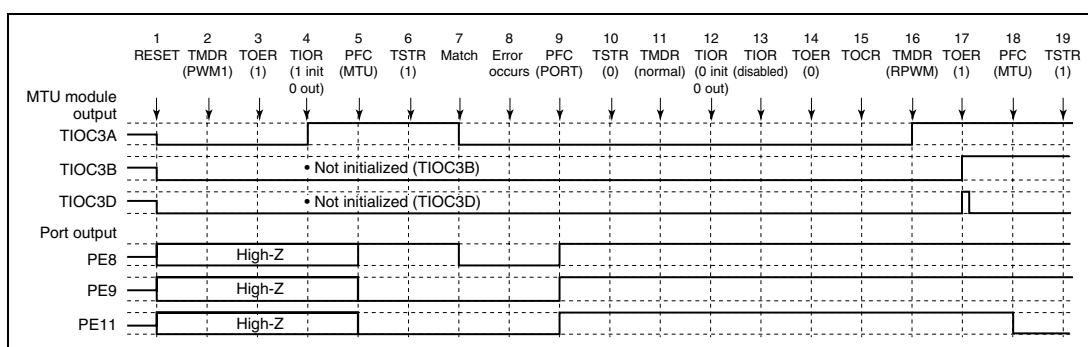 1 2 3 4 5 6 7 8 9 10 11 12 13 14 15 16 17 18 19
RESET TMDR TOER TIOR PFC TSTR Match Error PFC TSTR TMDR TIOR TIOR TOER TOCR TMDR TOER PFC TSTR
(PWM1) (1) (1 init (MTU) (1) occurs (PORT) (0) (normal) (0 init (disabled) (0) (RPWM) (1) (MTU) (1)
0 out) 0 out)
MTU module
output
TIOC3A
TIOC3B • Not initialized (TIOC3B)
TIOC3D • Not initialized (TIOC3D)
Port output
PE8 High-Z
PE9 High-Z
PE11 High-Z